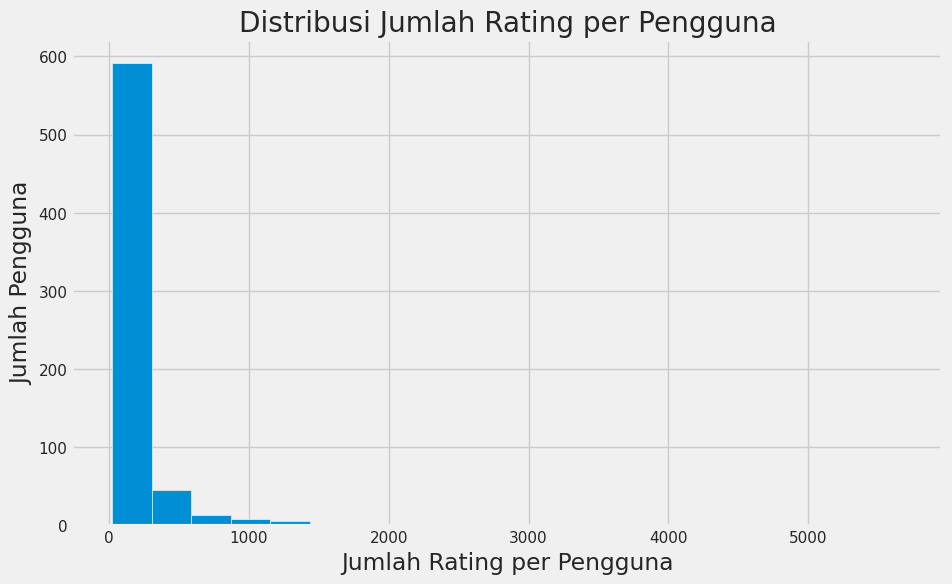 Distribusi Jumlah Rating per Pengguna
600
500
400
300
200
100
0
Jumlah Pengguna
0 1000 2000 3000 4000 5000
Jumlah Rating per Pengguna